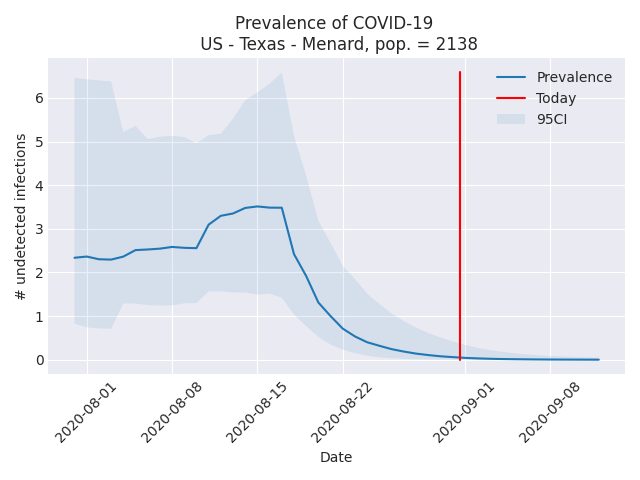 Prevalence of COVID-19
US - Texas - Menard, pop. = 2138
Prevalence
Today
95CI
# undetected infections
6
5
4
3
2
1
0
2020-08-01
2020-08-08
2020-08-15
2020-08-22
2020-09-01
2020-09-08
Date